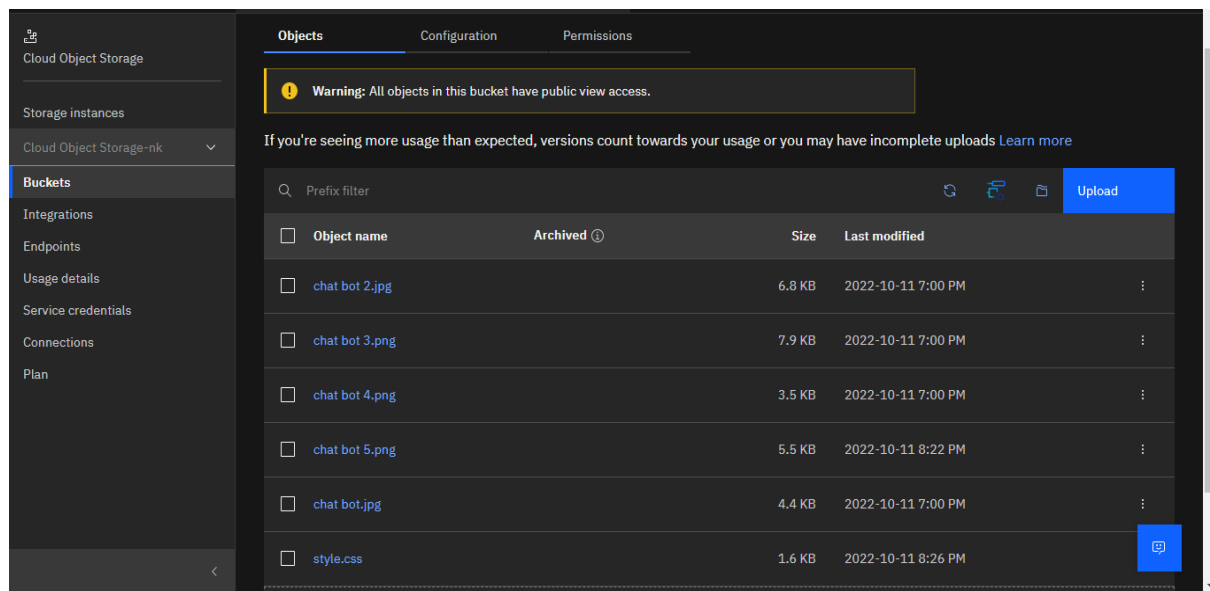 Cloud Object Storage
Storage instances
Cloud Object Storage-nk
Buckets
Integrations
Endpoints
Usage details
Service credentials
Connections
Plan
Objects Configuration Permissions
Warning: All objects in this bucket have public view access.
If you're seeing more usage than expected, versions count towards your usage or you may have incomplete uploads Learn more
Prefix filter Upload
Object name Archived Size Last modified
chat bot 2.jpg 6.8 KB 2022-10-11 7:00 PM
chat bot 3.png 7.9 KB 2022-10-11 7:00 PM
chat bot 4.png 3.5 KB 2022-10-11 7:00 PM
chat bot 5.png 5.5 KB 2022-10-11 8:22 PM
chat bot.jpg 4.4 KB 2022-10-11 7:00 PM
style.css 1.6 KB 2022-10-11 8:26 PM